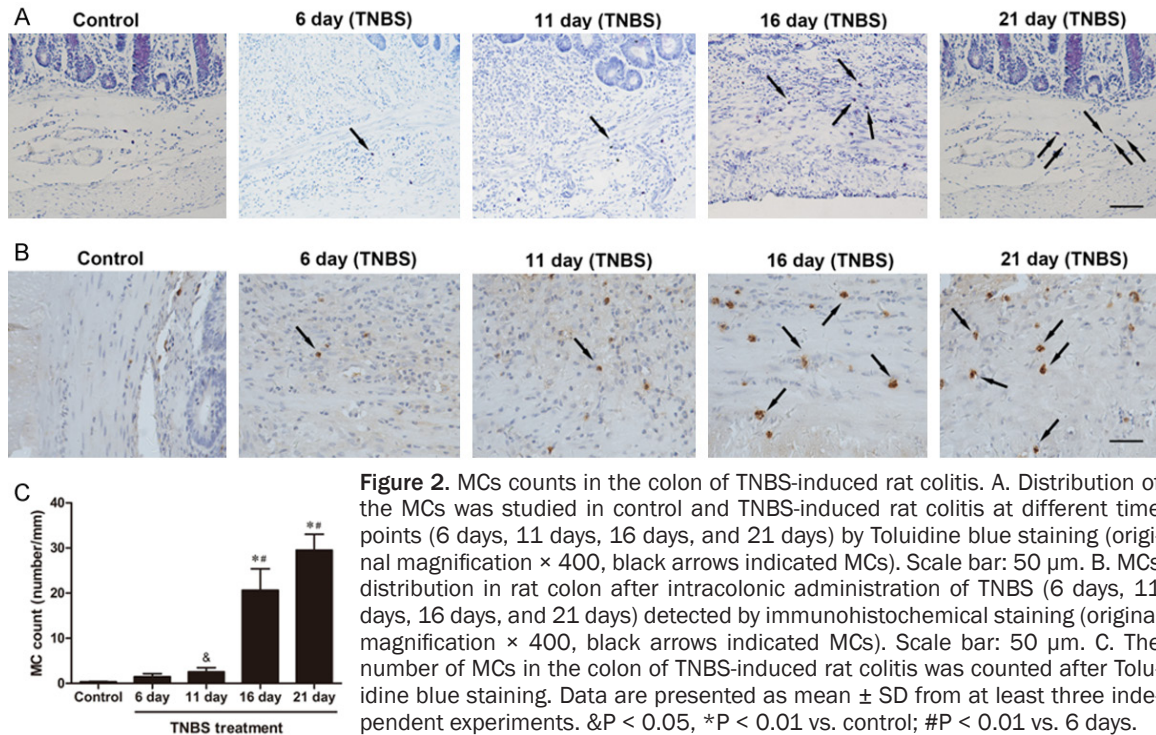 A
Control
6 day (TNBS)
11 day (TNBS)
16 day (TNBS)
21 day (TNBS)
B
Control
6 day (TNBS)
11 day (TNBS)
16 day (TNBS)
21 day (TNBS)
C
MC count (number/mm)
40
30
20
10
0
&
*#
*#
Control
6 day
11 day
16 day
21 day
TNBS treatment
Figure 2. MCs counts in the colon of TNBS-induced rat colitis. A. Distribution of
the MCs was studied in control and TNBS-induced rat colitis at different time
points (6 days, 11 days, 16 days, and 21 days) by Toluidine blue staining (origi-
nal magnification × 400, black arrows indicated MCs). Scale bar: 50 μm. B. MCs
distribution in rat colon after intracolonic administration of TNBS (6 days, 11
days, 16 days, and 21 days) detected by immunohistochemical staining (original
magnification × 400, black arrows indicated MCs). Scale bar: 50 μm. C. The
number of MCs in the colon of TNBS-induced rat colitis was counted after Tolu-
idine blue staining. Data are presented as mean ± SD from at least three inde-
pendent experiments. &P < 0.05, *P < 0.01 vs. control; #P < 0.01 vs. 6 days.